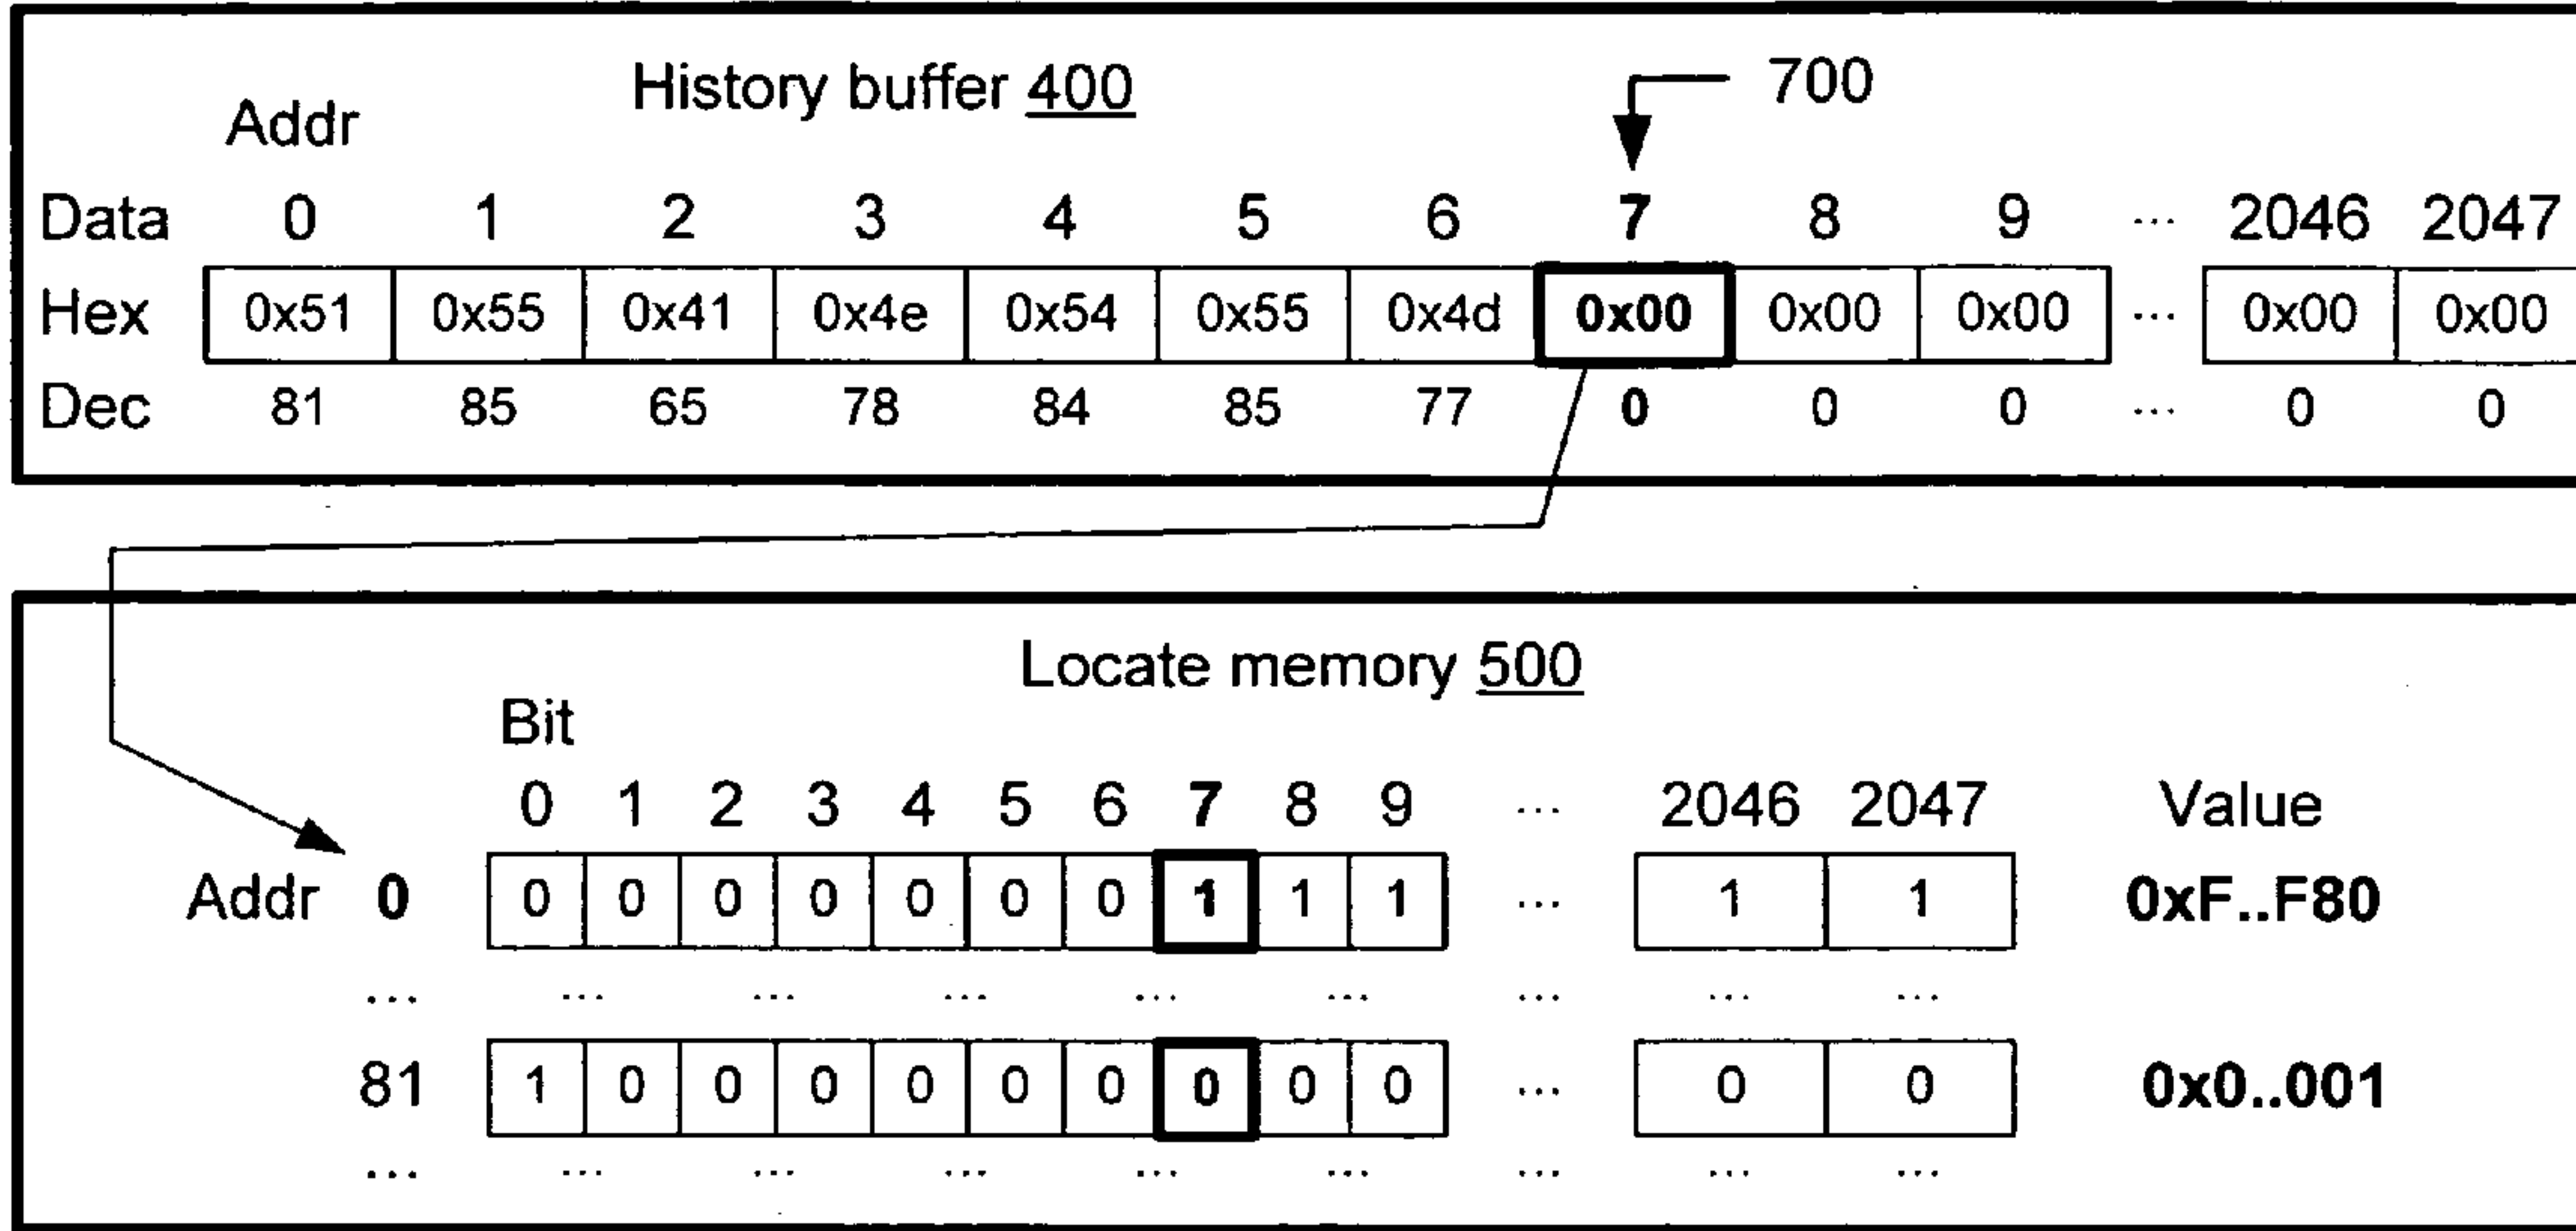 History buffer 400
700
Addr
Data 0 1 2 3 4 5 6 7 8 9 ... 2046 2047
Hex 0x51 0x55 0x41 0x4e 0x54 0x55 0x4d 0x00 0x00 0x00 ... 0x00 0x00
Dec 81 85 65 78 84 85 77 0 0 0 ... 0 0
Locate memory 500
Bit
0 1 2 3 4 5 6 7 8 9 ... 2046 2047 Value
Addr 0 0 0 0 0 0 0 0 1 1 1 ... 1 1 0xF..F80
... ... ... ... ... ... ... ... ...
81 1 0 0 0 0 0 0 0 0 0 ... 0 0 0x0..001
... ... ... ... ... ... ... ... ...